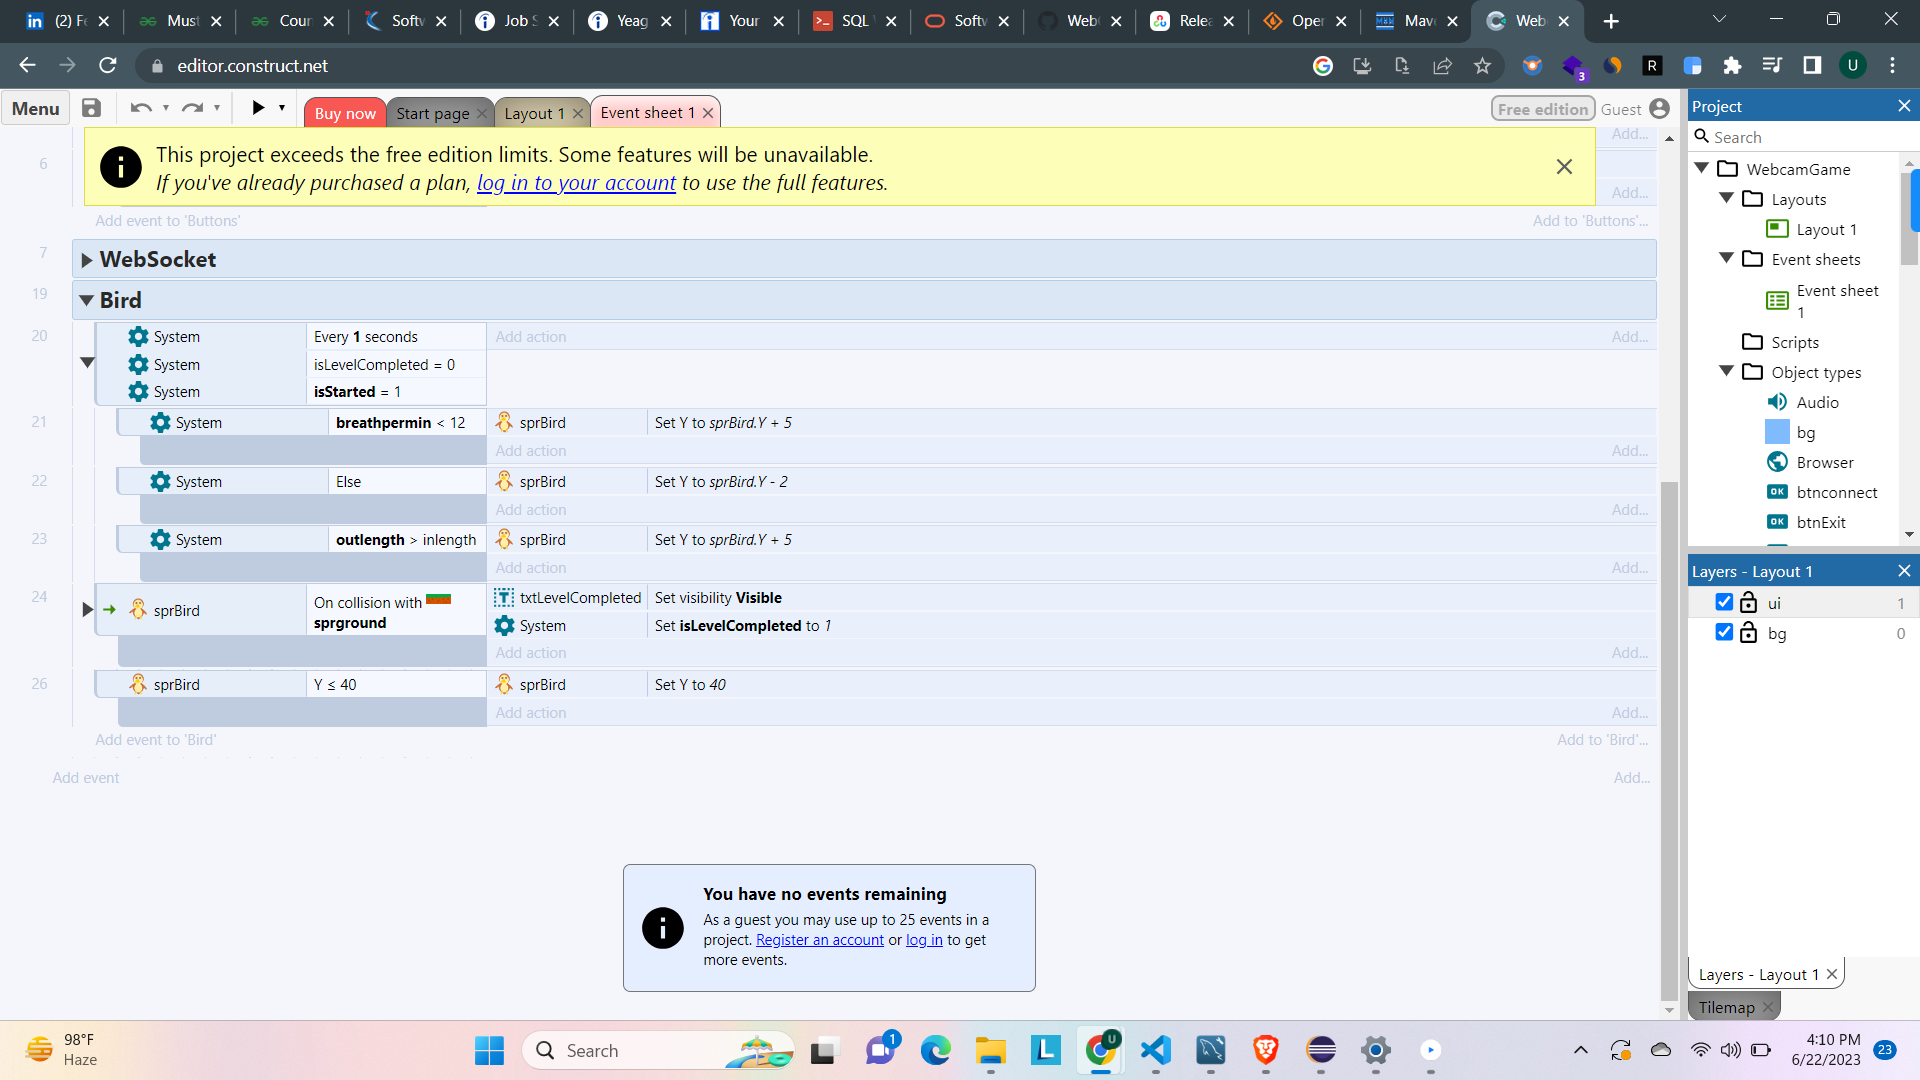 (2) Fe
Must
Cour
Softw
Job S
Yeag
Your
SQL
Softw
Web
Relea
Oper
Mave
Web
editor.construct.net
R
3
U
Menu
Buy now
Start page
Layout 1
Event sheet 1
Free edition
Guest
This project exceeds the free edition limits. Some features will be unavailable.
If you've already purchased a plan, log in to your account to use the full features.
Add...
6
Add...
Add event to 'Buttons'
Add to 'Buttons'...
7
WebSocket
19
Bird
20
System
Every 1 seconds
Add action
Add...
System
isLevelCompleted = 0
System
isStarted = 1
21
System
breathpermin < 12
sprBird
Set Y to sprBird.Y + 5
Add action
Add...
22
System
Else
sprBird
Set Y to sprBird.Y - 2
Add action
Add...
23
System
outlength > inlength
sprBird
Set Y to sprBird.Y + 5
Add action
Add...
24
sprBird
On collision with
sprground
txtLevelCompleted
Set visibility Visible
System
Set isLevelCompleted to 1
Add action
Add...
26
sprBird
Y ≤ 40
sprBird
Set Y to 40
Add action
Add...
Add event to 'Bird'
Add to 'Bird'...
Add event
Add...
You have no events remaining
As a guest you may use up to 25 events in a
project. Register an account or log in to get
more events.
Project
Search
WebcamGame
Layouts
Layout 1
Event sheets
Event sheet
1
Scripts
Object types
Audio
bg
Browser
OK btnconnect
OK btnExit
Layers - Layout 1
ui
1
bg
0
Layers - Layout 1
Tilemap
98°F
Haze
Search
1
L
U
4:10 PM
6/22/2023
23